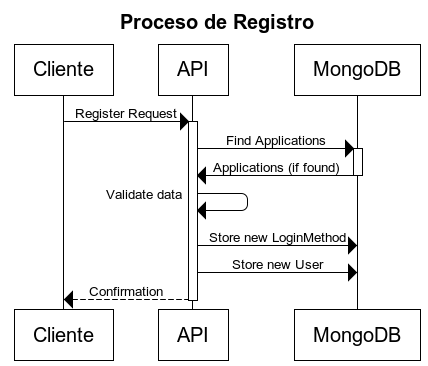 Proceso de Registro
Cliente
API
MongoDB
Register Request
Find Applications
Applications (if found)
Validate data
Store new LoginMethod
Store new User
Confirmation
Cliente
API
MongoDB